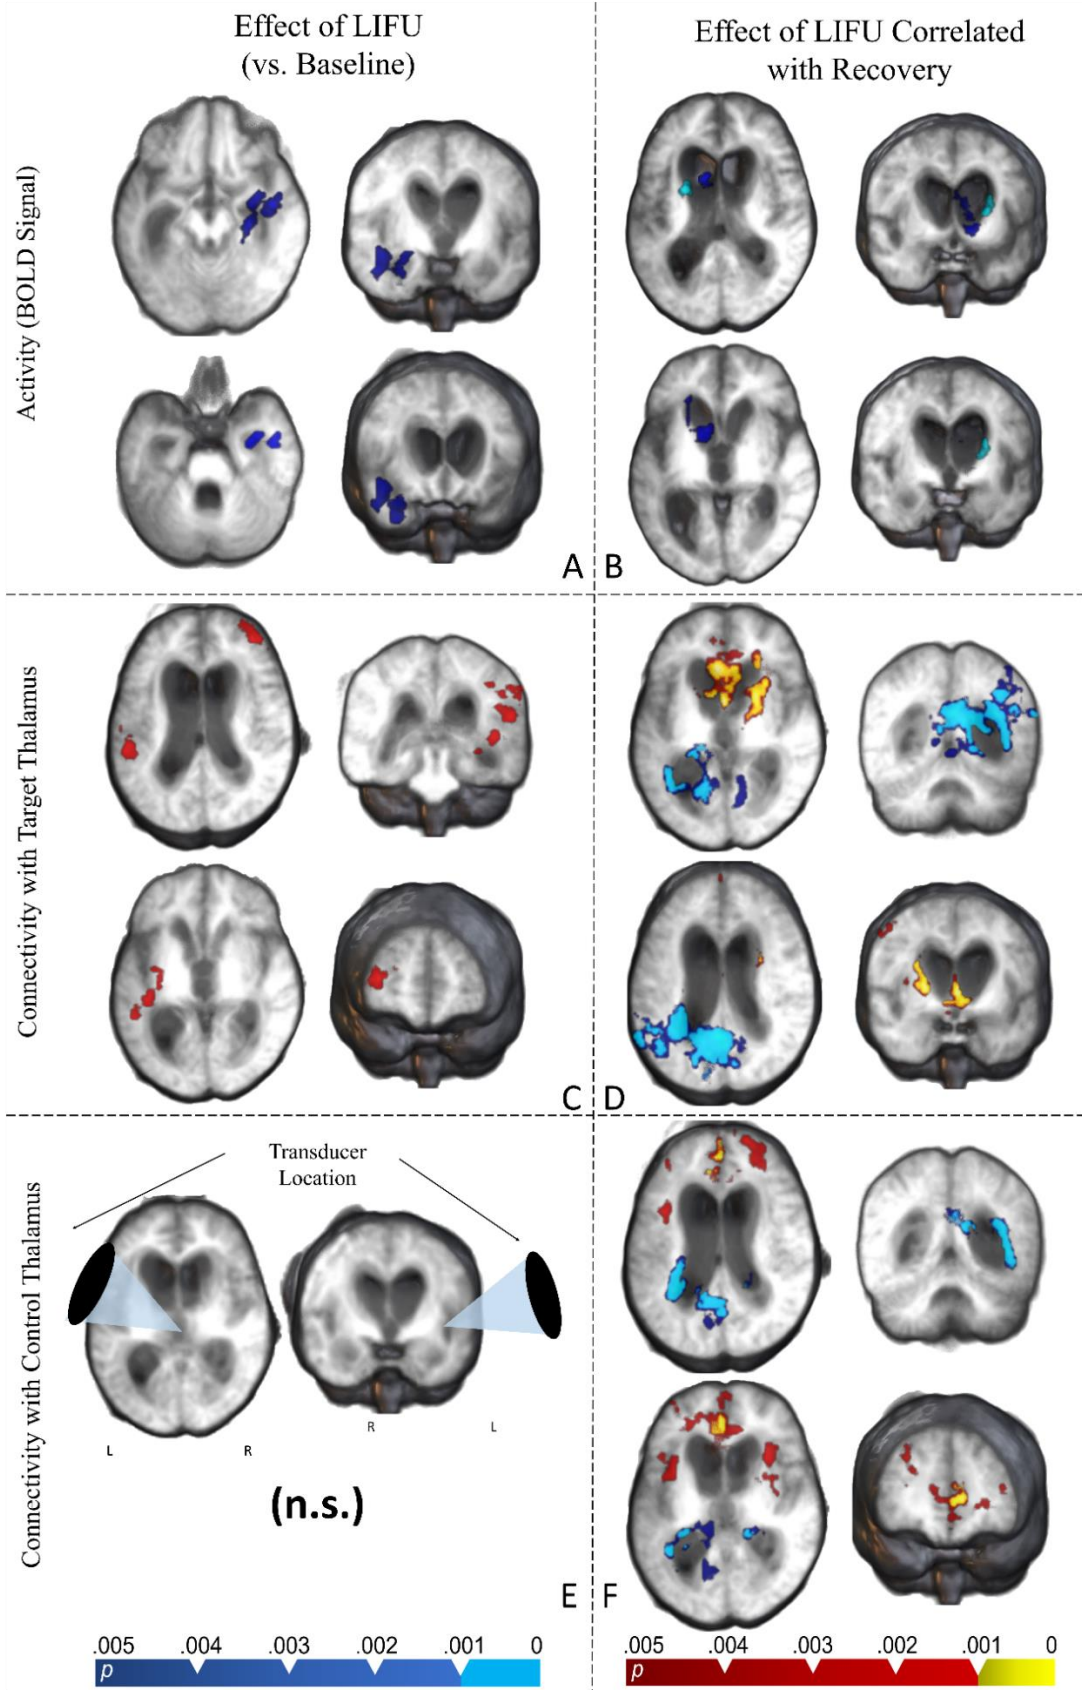 Effect of LIFU
(vs. Baseline)
Effect of LIFU Correlated
with Recovery
Activity (BOLD Signal)
A
B
Connectivity with Target Thalamus
C
D
Connectivity with Control Thalamus
Transducer
Location
L
R
R
L
(n.s.)
E
F
.005 .004 .003 .002 .001 0
p
.005 .004 .003 .002 .001 0
p